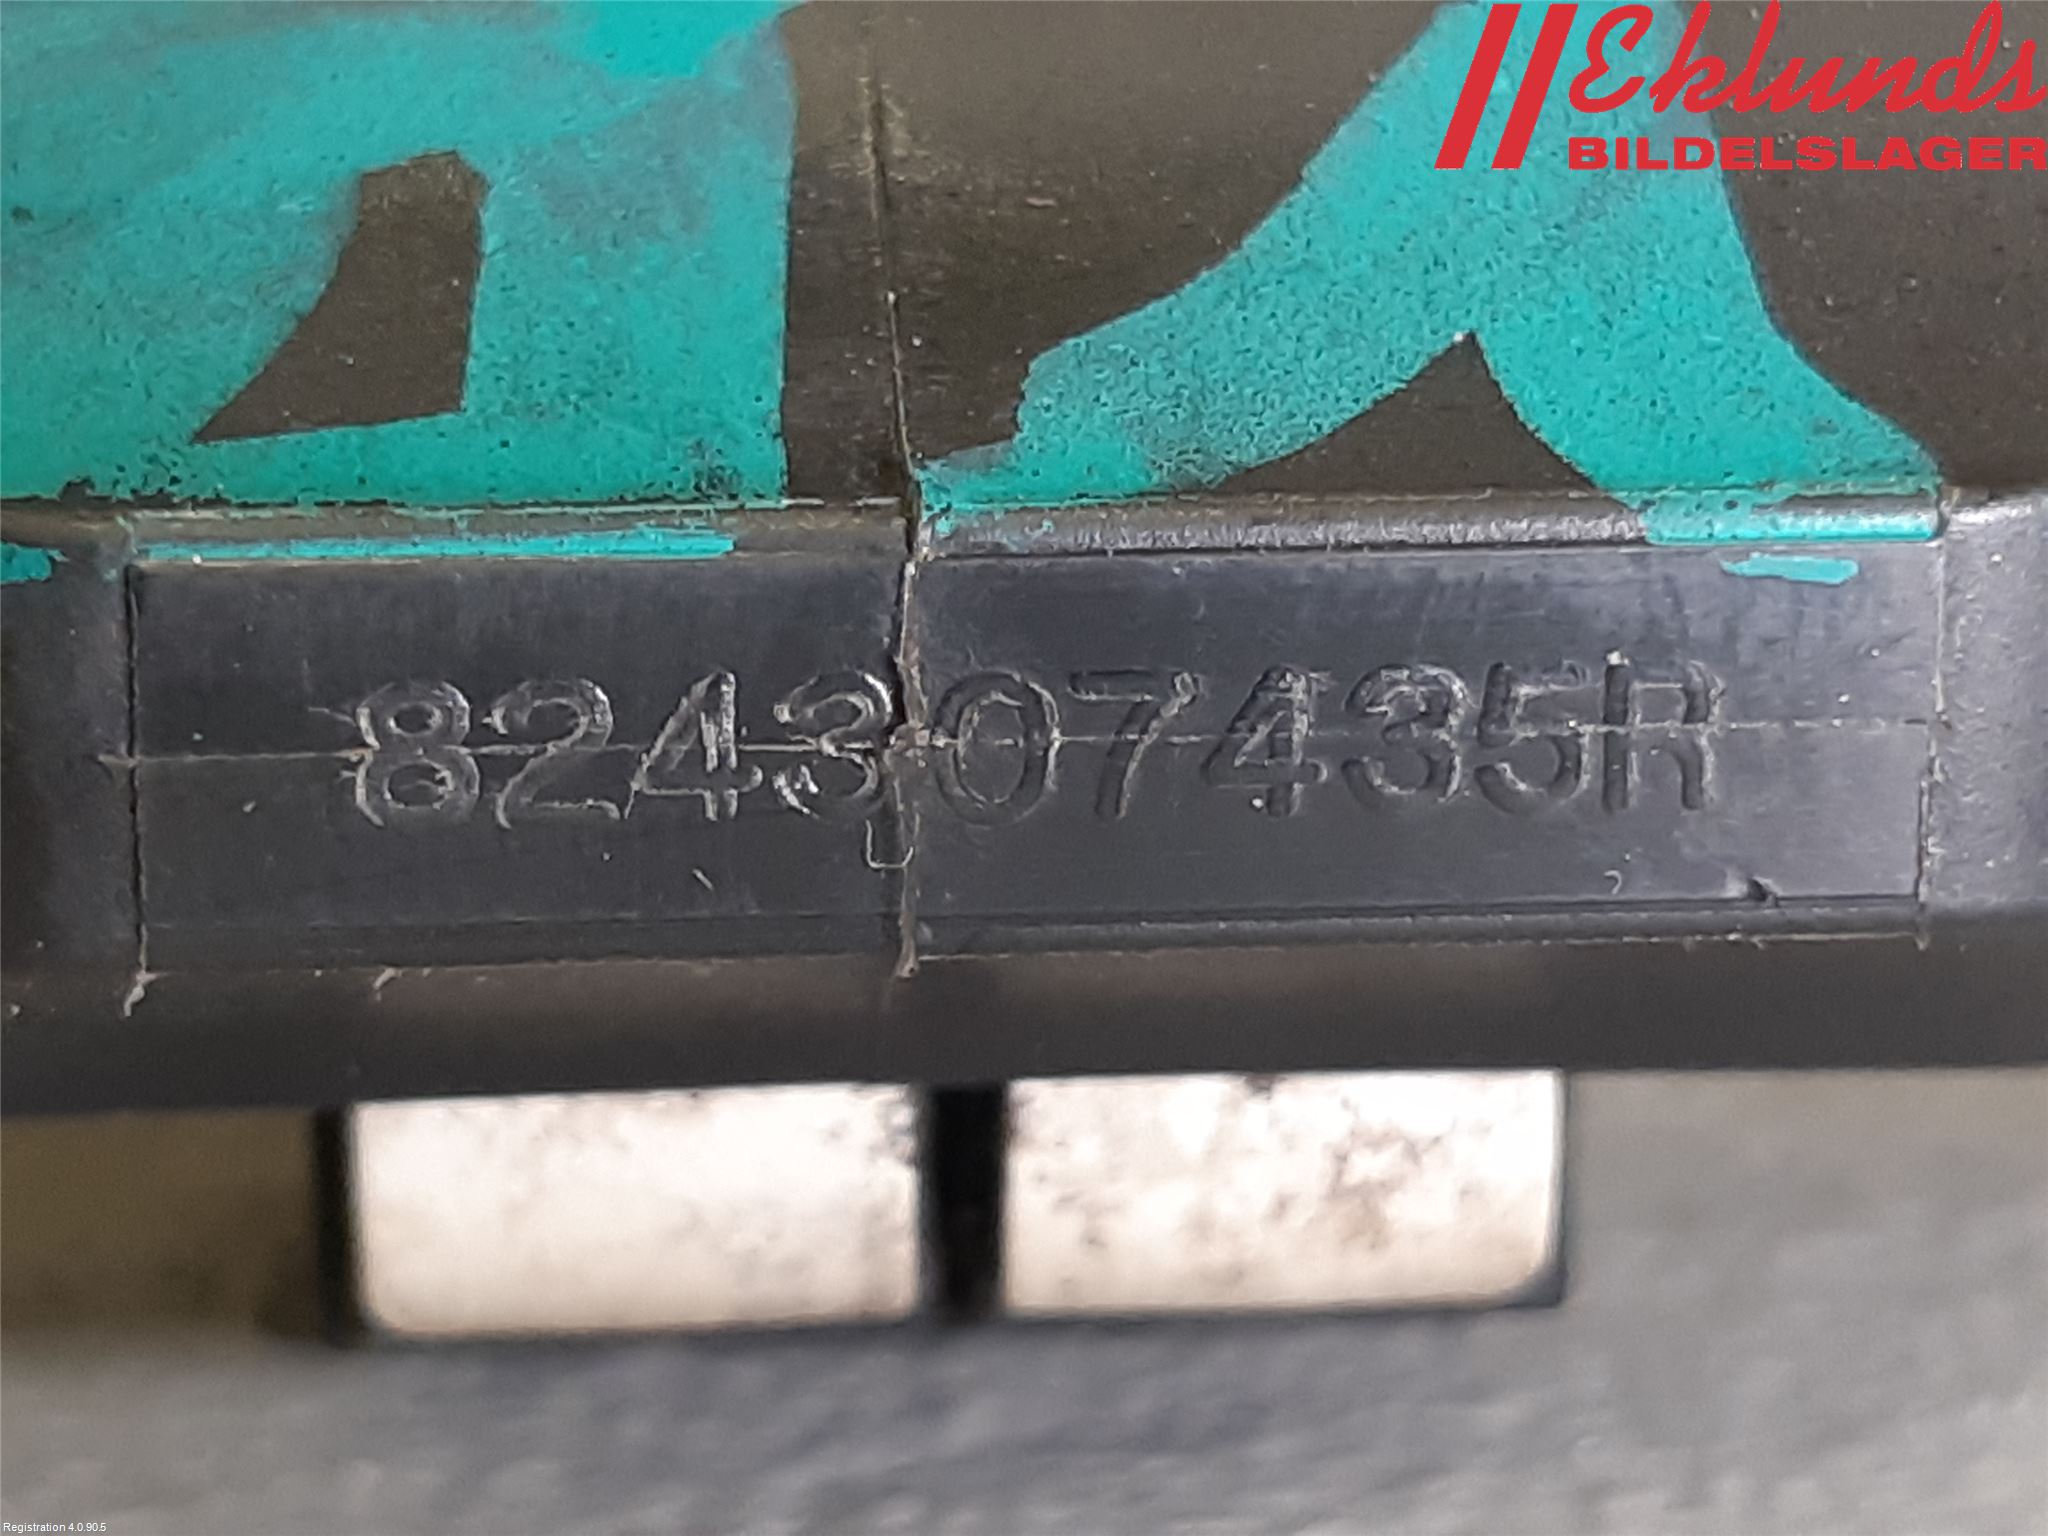 Eklunds
BILDELSLAGER
824307435R
Registration 4.0.90.5